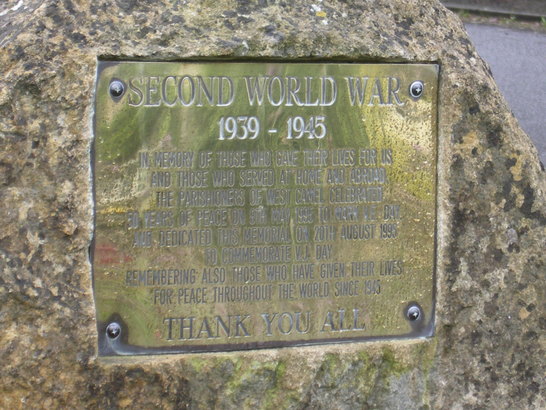 SECOND WORLD WAR
1939 - 1945
IN MEMORY OF THOSE WHO GAVE THEIR LIVES FOR US
AND THOSE WHO SERVED AT HOME AND ABROAD
THE PARISHIONERS OF WEST CAMEL CELEBRATED
50 YEARS OF PEACE ON 8TH MAY 1995 TO MARK V.E. DAY
AND DEDICATED THIS MEMORIAL ON 20TH AUGUST 1995
TO COMMEMORATE V.J. DAY
REMEMBERING ALSO THOSE WHO HAVE GIVEN THEIR LIVES
FOR PEACE THROUGHOUT THE WORLD SINCE 1945
THANK YOU ALL